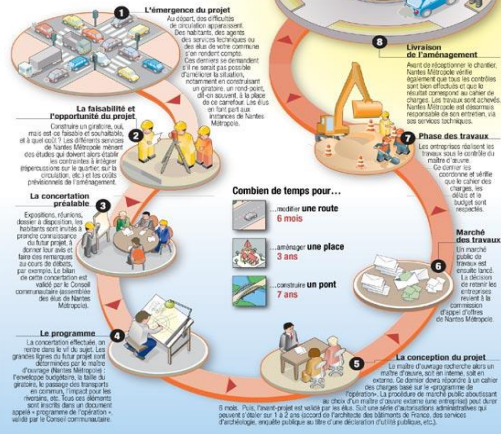 1
L'émergence du projet
Au départ, des difficultés
de circulation apparaissent.
Des habitants, des agents
des services techniques ou
des élus de votre commune
s'en rendent compte.
Ces derniers se demandent
s'il ne serait pas possible
d'améliorer la situation,
notamment en construisant
un giratoire, un rond-point,
dit-on souvent, à la place
de ce carrefour. Les élus
en font part aux
instances de Nantes
Métropole.
La faisabilité et
l'opportunité du projet
2
Construire un giratoire, oui,
mais est-ce faisable et souhaitable,
et à quel coût ? Les différents services
de Nantes Métropole mènent
des études qui doivent alors établir
les contraintes à intégrer
(répercussions sur le quartier, sur la
circulation, etc.) et les coûts
prévisionnels de l'aménagement.
La concertation
préalable
3
Expositions, réunions,
dossier à disposition, les
habitants sont invités à
prendre connaissance
du futur projet, à
donner leur avis et
faire des remarques
au cours de débats,
par exemple. Le bilan
de cette concertation est
validé par le Conseil
communautaire (assemblée
des élus de Nantes
Métropole).
Le programme
4
La concertation effectuée, on
rentre dans le vif du sujet. Les
grandes lignes du futur projet sont
déterminées par le maître
d'ouvrage (Nantes Métropole) :
l'enveloppe budgétaire, la taille du
giratoire, le passage des transports
en commun, l'impact pour les
riverains, etc. Tous ces éléments
sont inscrits dans un document
appelé « programme de l'opération »,
validé par le Conseil communautaire.
Combien de temps pour...
...modifier une route
6 mois
...aménager une place
3 ans
...construire un pont
7 ans
5
La conception du projet
Le maître d'ouvrage recherche alors un
maître d'œuvre, soit en interne, soit en
externe. Ce dernier devra répondre à un cahier
des charges basé sur le «programme de
l'opération». La procédure de marché public aboutissant
au choix d'un maître d'œuvre externe (une entreprise) peut durer
6 mois. Puis, l'avant-projet est validé par les élus. Suit une série d'autorisations administratives qui
peuvent s'étaler sur 1 à 2 ans (accord de l'architecte des bâtiments de France, des services
d'archéologie, enquête publique au titre d'une déclaration d'utilité publique, etc.).
6
Marché
des travaux
Un marché
public de
travaux est
ensuite lancé.
La décision
de retenir les
entreprises
revient à la
commission
d'appel d'offres
de Nantes Métropole.
7
Phase des travaux
Les entreprises réalisent les
travaux sous le contrôle du
maître d'œuvre.
Ce dernier les
coordonne et vérifie
que le cahier des
charges, les
délais et le
budget sont
respectés.
8
Livraison
de l'aménagement
Avant de réceptionner le chantier,
Nantes Métropole vérifie
également que tous les contrôles
sont bien effectués et que le
résultat correspond au cahier de
charges. Les travaux sont achevés.
Nantes Métropole est désormais
responsable de son entretien, via
ses services techniques.